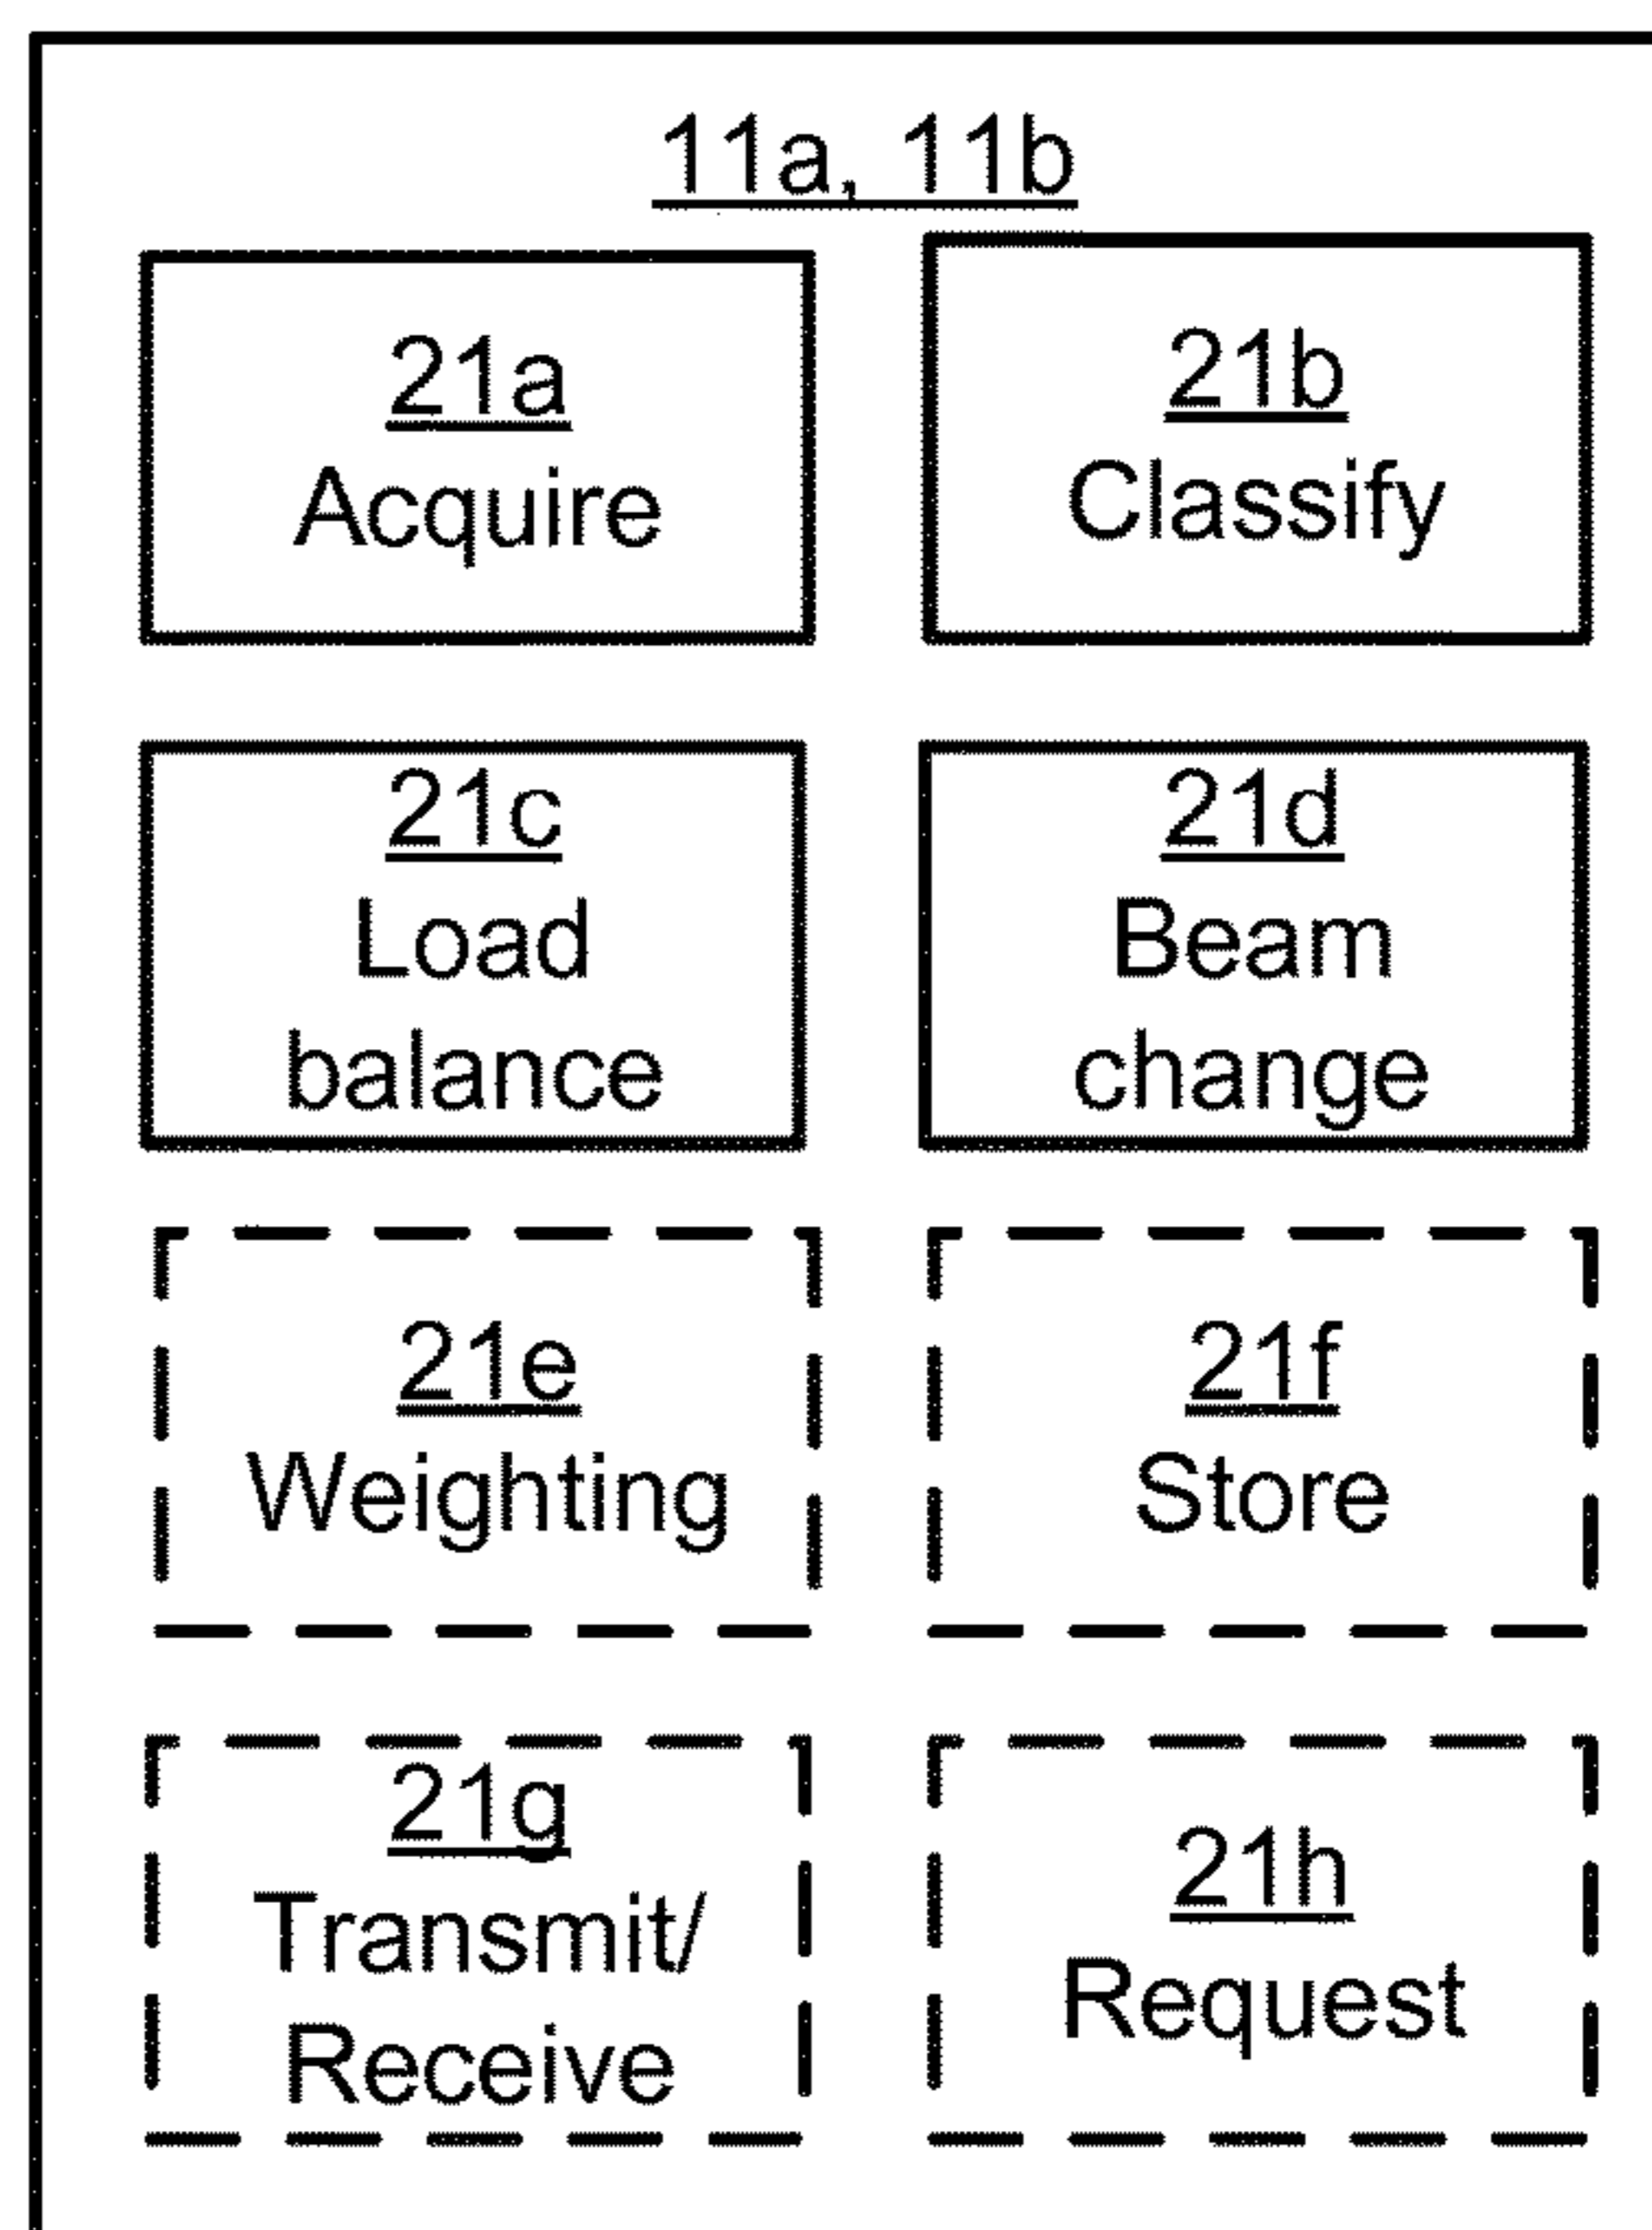 11a, 11b
21a
Acquire
21b
Classify
21c
Load
balance
21d
Beam
change
21e
Weighting
21f
Store
21g
Transmit/
Receive
21h
Request